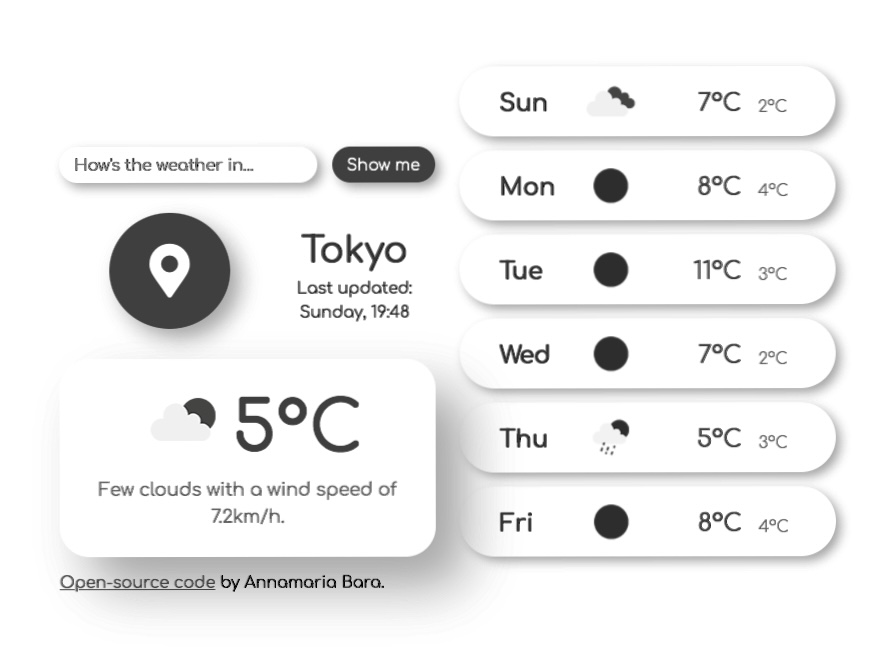 How's the weather in...
Show me
Tokyo
Last updated:
Sunday, 19:48
5°C
Few clouds with a wind speed of
7.2km/h.
Open-source code by Annamaria Bara.
Sun 7°C 2°C
Mon 8°C 4°C
Tue 11°C 3°C
Wed 7°C 2°C
Thu 5°C 3°C
Fri 8°C 4°C